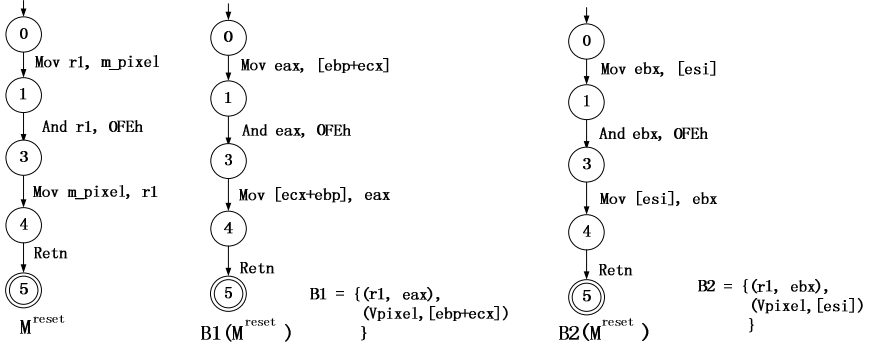 0
Mov r1, m_pixel
1
And r1, OFEh
3
Mov m_pixel, r1
4
Retn
5
M^reset
0
Mov eax, [ebp+ecx]
1
And eax, OFEh
3
Mov [ecx+ebp], eax
4
Retn
5
B1(M^reset )
B1 = {(r1, eax),
(Vpixel,[ebp+ecx])
}
0
Mov ebx, [esi]
1
And ebx, OFEh
3
Mov [esi], ebx
4
Retn
5
B2(M^reset )
B2 = {(r1, ebx),
(Vpixel,[esi])
}